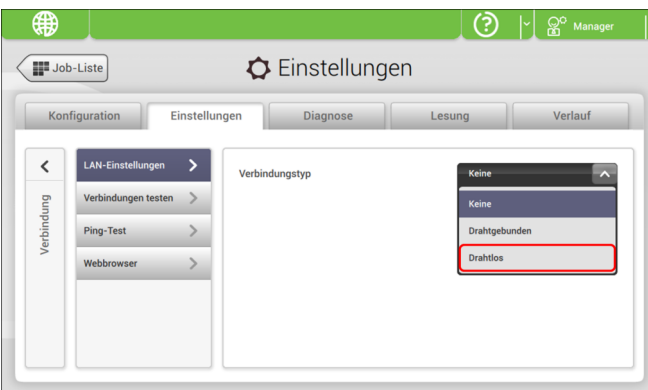 Manager
Job-Liste
Einstellungen
Konfiguration
Einstellungen
Diagnose
Lesung
Verlauf
Verbindung
LAN-Einstellungen
Verbindungen testen
Ping-Test
Webbrowser
Verbindungstyp
Keine
Keine
Drahtgebunden
Drahtlos